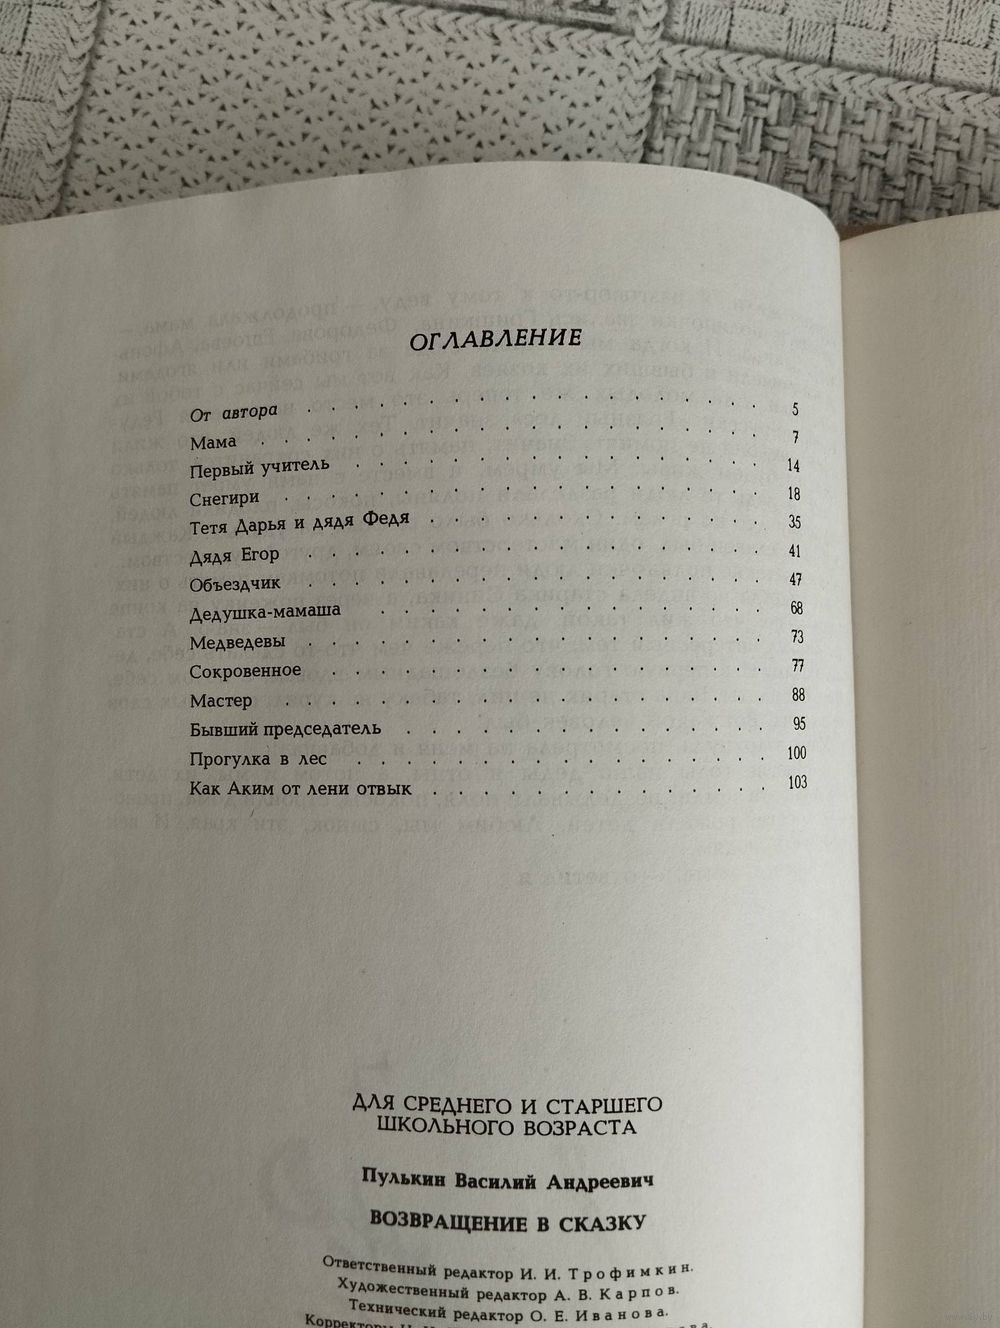 ОГЛАВЛЕНИЕ
От автора . . . . . . . . . . . . . . . . . . 5
Мама . . . . . . . . . . . . . . . . . . . . 7
Первый учитель . . . . . . . . . . . . . . . 14
Снегири . . . . . . . . . . . . . . . . . . . 18
Тетя Дарья и дядя Федя . . . . . . . . . . . . 35
Дядя Егор . . . . . . . . . . . . . . . . . . 41
Объездчик . . . . . . . . . . . . . . . . . . 47
Дедушка-мамаша . . . . . . . . . . . . . . 68
Медведевы . . . . . . . . . . . . . . . . . . 73
Сокровенное . . . . . . . . . . . . . . . . . 77
Мастер . . . . . . . . . . . . . . . . . . . 88
Бывший председатель . . . . . . . . . . . . . 95
Прогулка в лес . . . . . . . . . . . . . . . 100
Как Аким от лени отвык . . . . . . . . . . . . 103
ДЛЯ СРЕДНЕГО И СТАРШЕГО
ШКОЛЬНОГО ВОЗРАСТА
Пулькин Василий Андреевич
ВОЗВРАЩЕНИЕ В СКАЗКУ
Ответственный редактор И. И. Трофимкин.
Художественный редактор А. В. Карпов.
Технический редактор О. Е. Иванова.
Корректоры